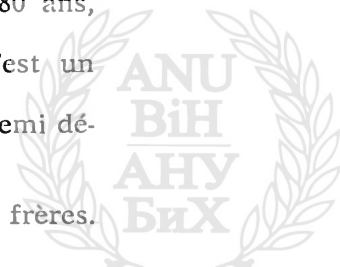 80 ans,
'est un
emi dé-
frères.
ANU
BiH
АНУ
БиХ